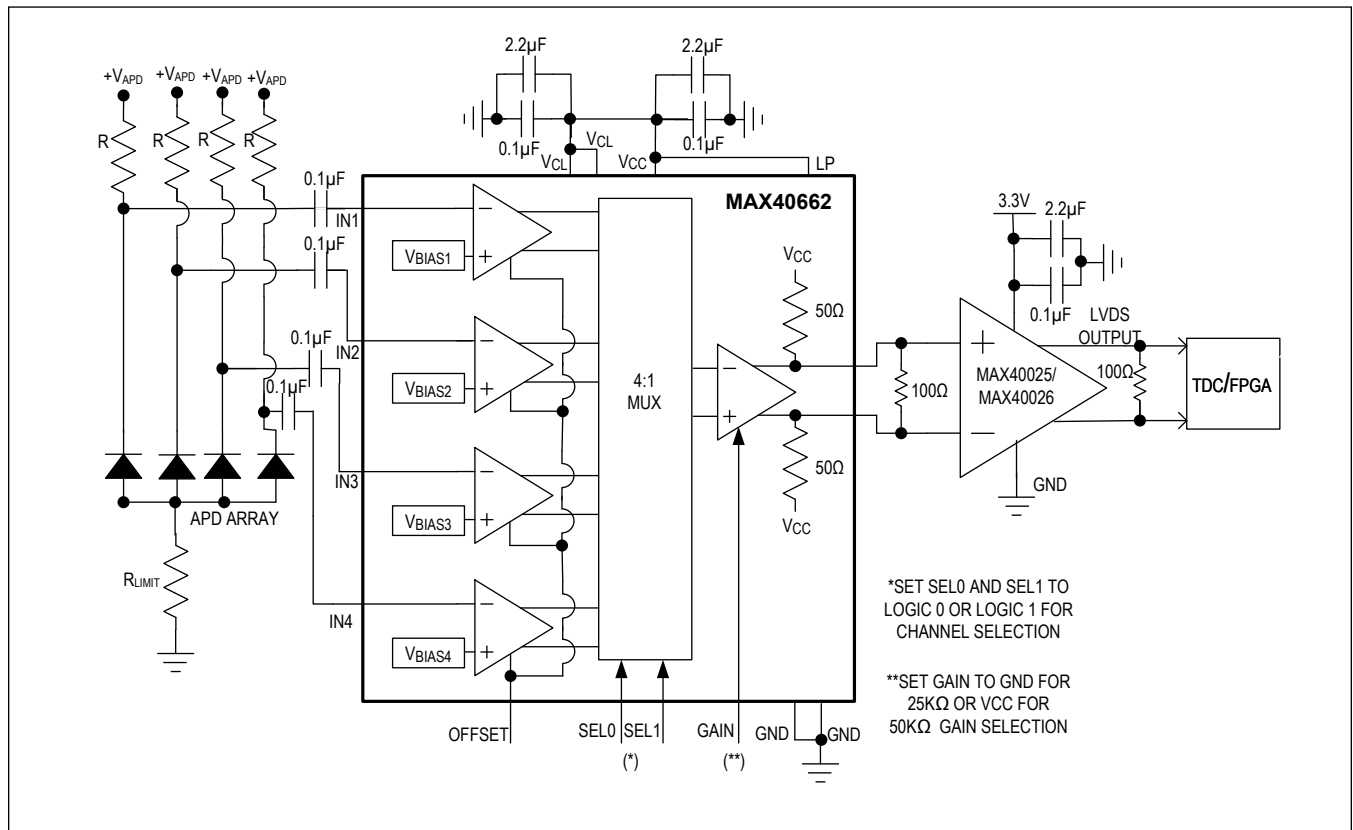 2.2µF
2.2µF
+VAPD
+VAPD
+VAPD
+VAPD
R
R
R
R
0.1µF
0.1µF
VCL
VCL
VCC
LP
0.1µF
IN1
MAX40662
3.3V
2.2µF
0.1µF
VBIAS1
VCC
50Ω
0.1µF
LVDS
OUTPUT
0.1µF
IN2
VBIAS2
4:1
MUX
100Ω
MAX40025/
MAX40026
100Ω
TDC/FPGA
0.1µF
50Ω
VCC
GND
IN3
VBIAS3
APD ARRAY
RLIMIT
IN4
VBIAS4
*SET SEL0 AND SEL1 TO
LOGIC 0 OR LOGIC 1 FOR
CHANNEL SELECTION
**SET GAIN TO GND FOR
25KΩ OR VCC FOR
50KΩ GAIN SELECTION
OFFSET
SEL0
SEL1
GAIN
GND
GND
(*)
(**)